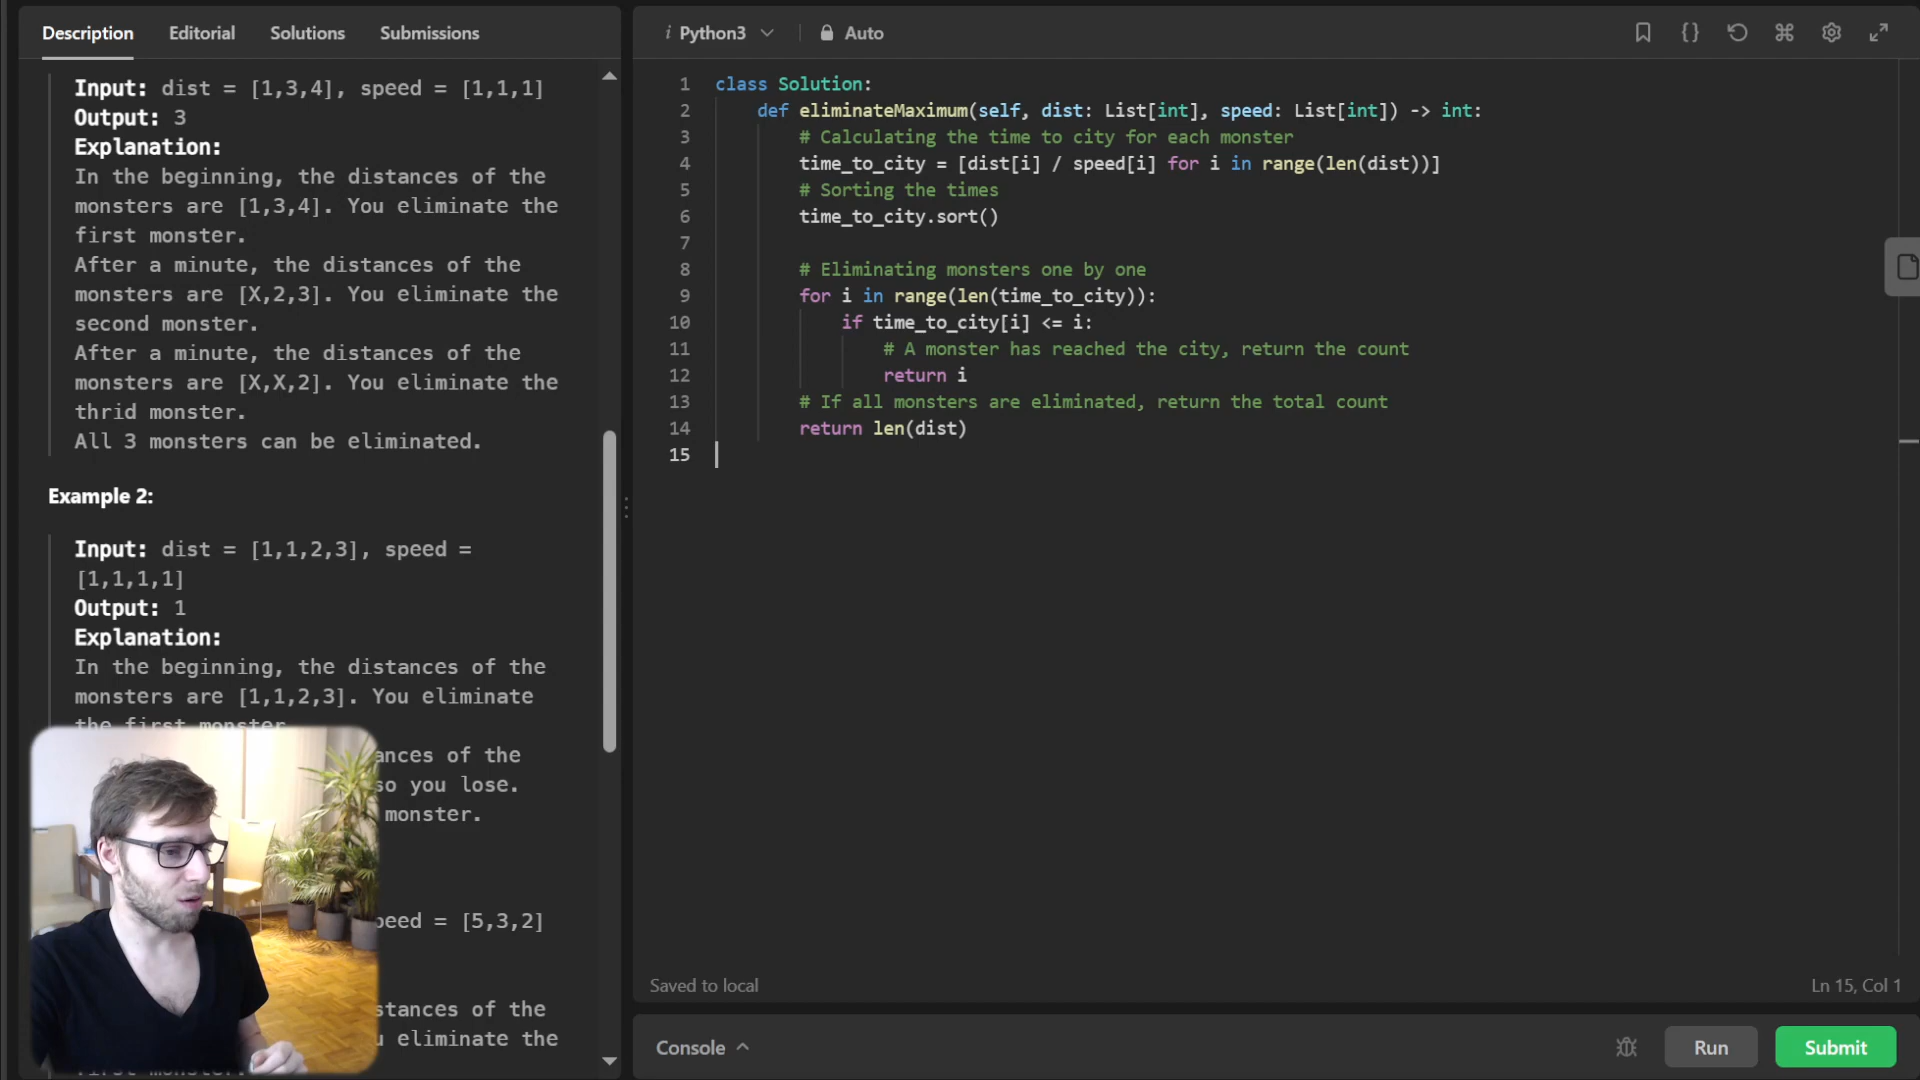 Description Editorial Solutions Submissions
Input: dist = [1,3,4], speed = [1,1,1]
Output: 3
Explanation:
In the beginning, the distances of the
monsters are [1,3,4]. You eliminate the
first monster.
After a minute, the distances of the
monsters are [X,2,3]. You eliminate the
second monster.
After a minute, the distances of the
monsters are [X,X,2]. You eliminate the
thrid monster.
All 3 monsters can be eliminated.
Example 2:
Input: dist = [1,1,2,3], speed =
[1,1,1,1]
Output: 1
Explanation:
In the beginning, the distances of the
monsters are [1,1,2,3]. You eliminate
the first monster.
ances of the
so you lose.
monster.
peed = [5,3,2]
stances of the
eliminate the
i Python3 Auto
1 class Solution:
2 def eliminateMaximum(self, dist: List[int], speed: List[int]) -> int:
3 # Calculating the time to city for each monster
4 time_to_city = [dist[i] / speed[i] for i in range(len(dist))]
5 # Sorting the times
6 time_to_city.sort()
7
8 # Eliminating monsters one by one
9 for i in range(len(time_to_city)):
10 if time_to_city[i] <= i:
11 # A monster has reached the city, return the count
12 return i
13 # If all monsters are eliminated, return the total count
14 return len(dist)
15
Saved to local Ln 15, Col 1
Console Run Submit